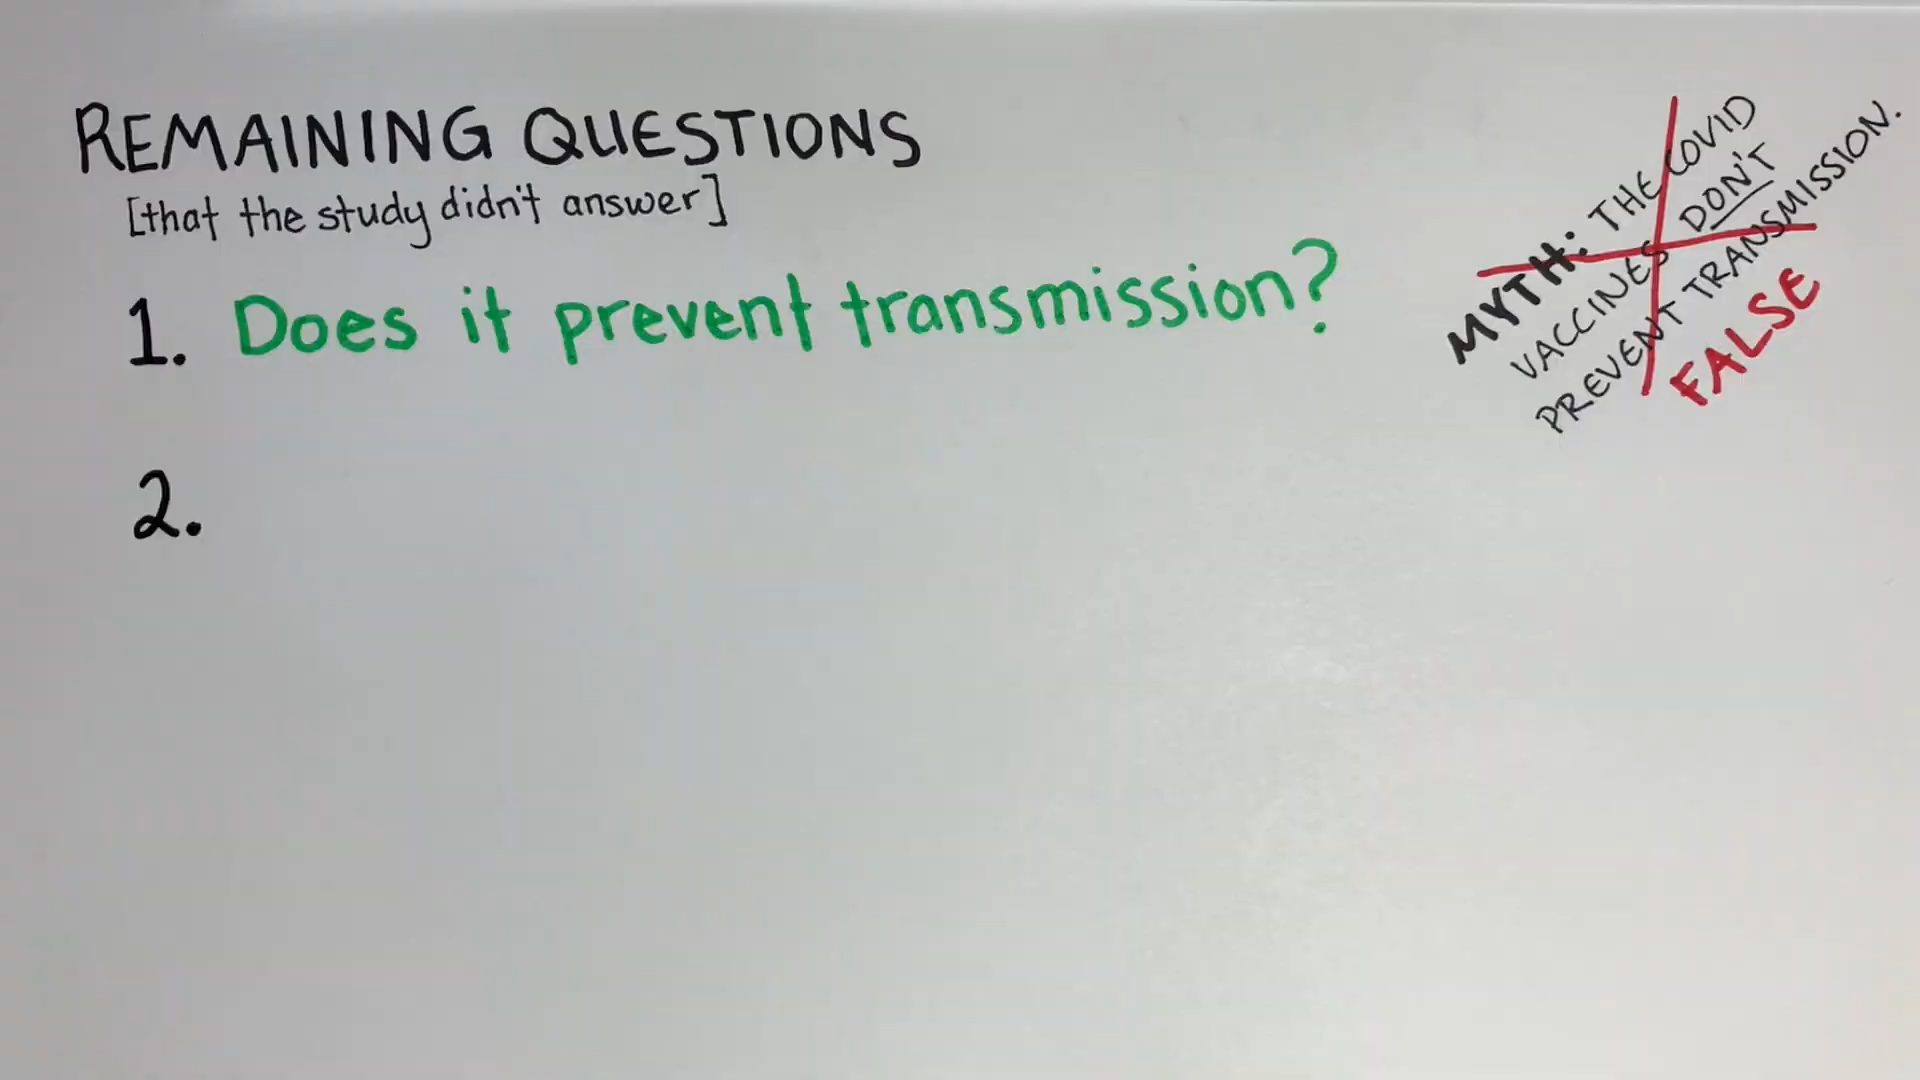 REMAINING QUESTIONS
[that the study didn't answer]
1. Does it prevent transmission?
2.
MYTH: THE COVID
VACCINES DON'T
PREVENT TRANSMISSION.
FALSE